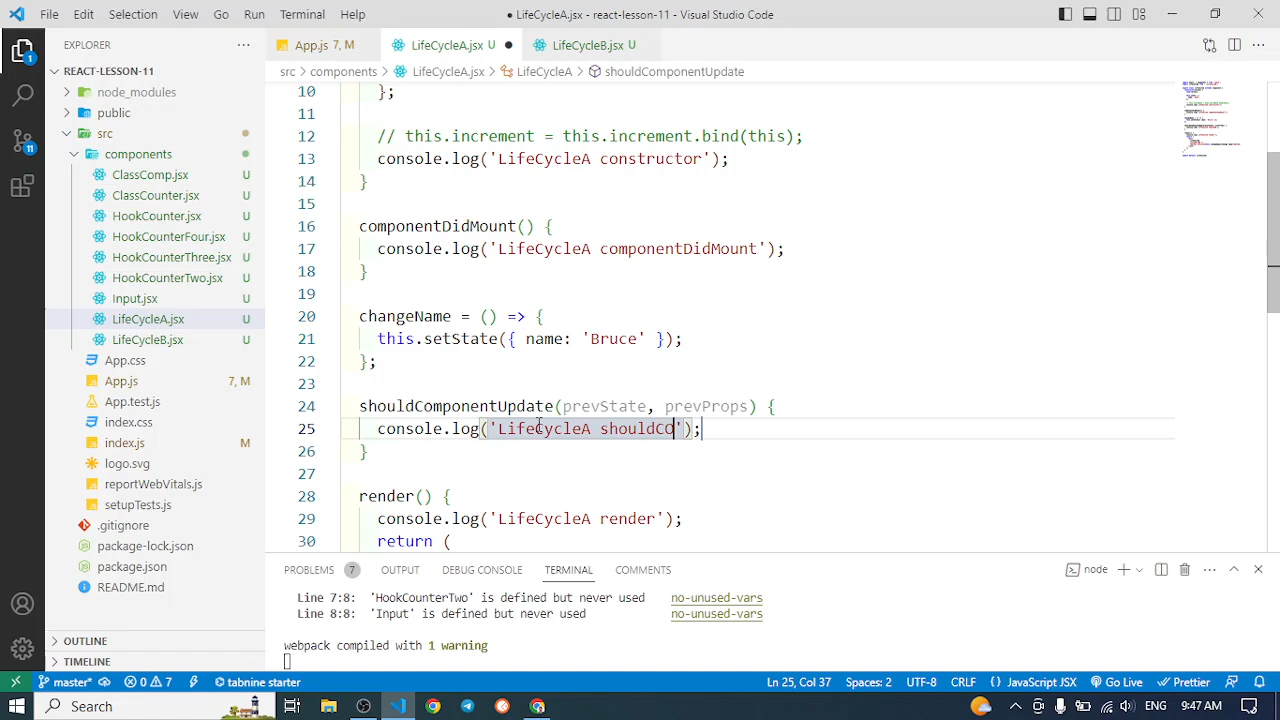 File Edit Selection View Go Run Terminal Help
● LifeCycleA.jsx - react-lesson-11 - Visual Studio Code
EXPLORER
App.js 7, M
LifeCycleA.jsx U
LifeCycleB.jsx U
src > components > LifeCycleA.jsx > LifeCycleA > shouldComponentUpdate
REACT-LESSON-11
node_modules
public
src
components
ClassComp.jsx U
ClassCounter.jsx U
HookCounter.jsx U
HookCounterFour.jsx U
HookCounterThree.jsx U
HookCounterTwo.jsx U
Input.jsx U
LifeCycleA.jsx U
LifeCycleB.jsx U
App.css
App.js 7, M
App.test.js
index.css
index.js M
logo.svg
reportWebVitals.js
setupTests.js
.gitignore
package-lock.json
package.json
README.md
OUTLINE
TIMELINE
1
11
10 };
11
12 // this.increment = this.increment.bind(this);
13 console.log('LifeCycleA constructor');
14 }
15
16 componentDidMount() {
17 console.log('LifeCycleA componentDidMount');
18 }
19
20 changeName = () => {
21 this.setState({ name: 'Bruce' });
22 };
23
24 shouldComponentUpdate(prevState, prevProps) {
25 console.log('LifeCycleA shouldCO');
26 }
27
28 render() {
29 console.log('LifeCycleA render');
30 return (
PROBLEMS 7 OUTPUT DEBUG CONSOLE TERMINAL COMMENTS
node
Line 7:8: 'HookCounterTwo' is defined but never used no-unused-vars
Line 8:8: 'Input' is defined but never used no-unused-vars
webpack compiled with 1 warning
master* 0 7 tabnine starter
Ln 25, Col 37 Spaces: 2 UTF-8 CRLF {} JavaScript JSX Go Live Prettier
Search
ENG 9:47 AM